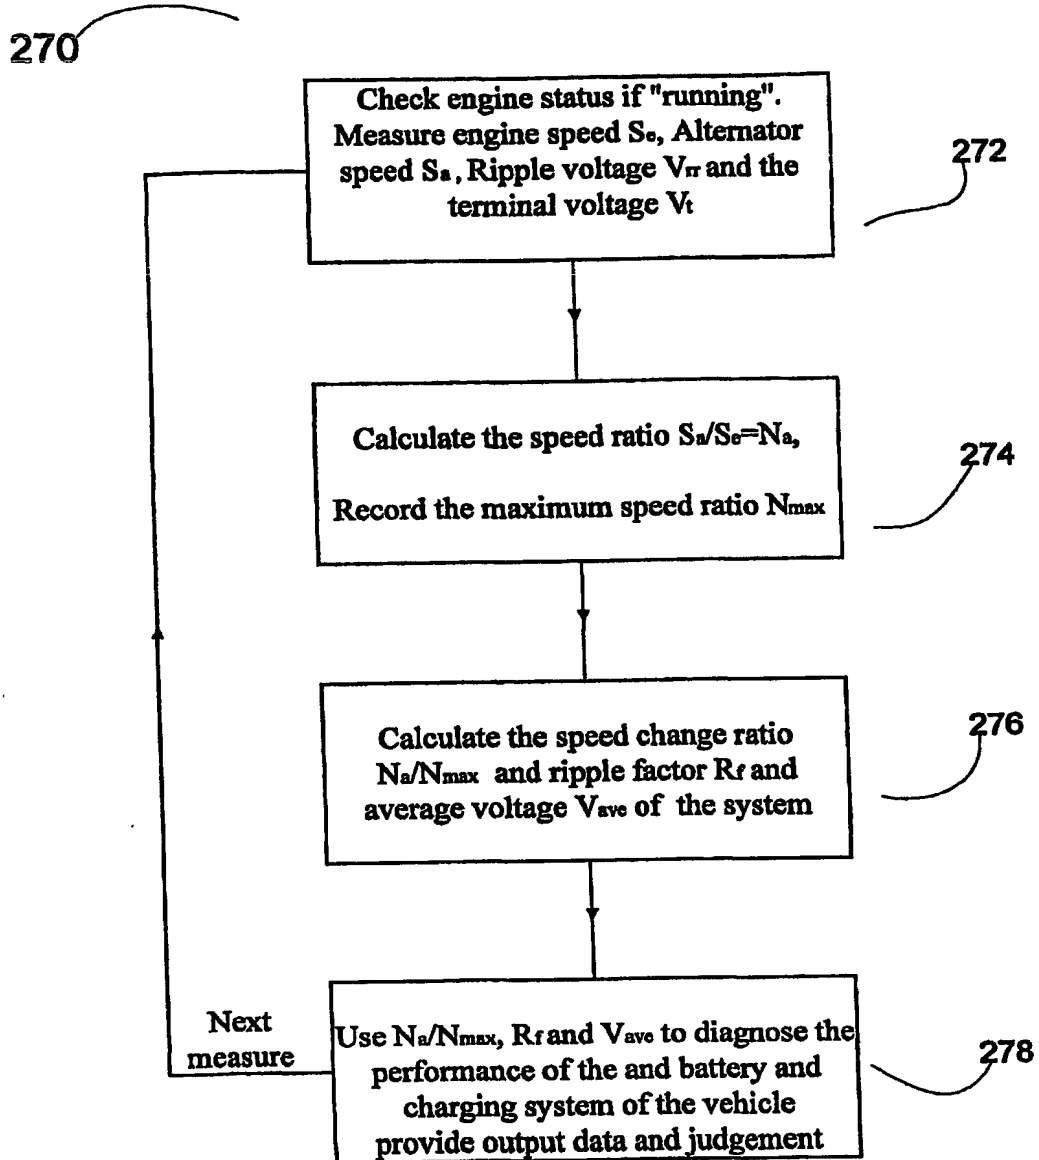 270
Check engine status if "running".
Measure engine speed Se, Alternator
speed Sa, Ripple voltage Vrr and the
terminal voltage Vt
272
Calculate the speed ratio Sa/Se=Na,
Record the maximum speed ratio Nmax
274
Calculate the speed change ratio
Na/Nmax and ripple factor Rf and
average voltage Vave of the system
276
Use Na/Nmax, Rf and Vave to diagnose the
performance of the and battery and
charging system of the vehicle
provide output data and judgement
278
Next
measure